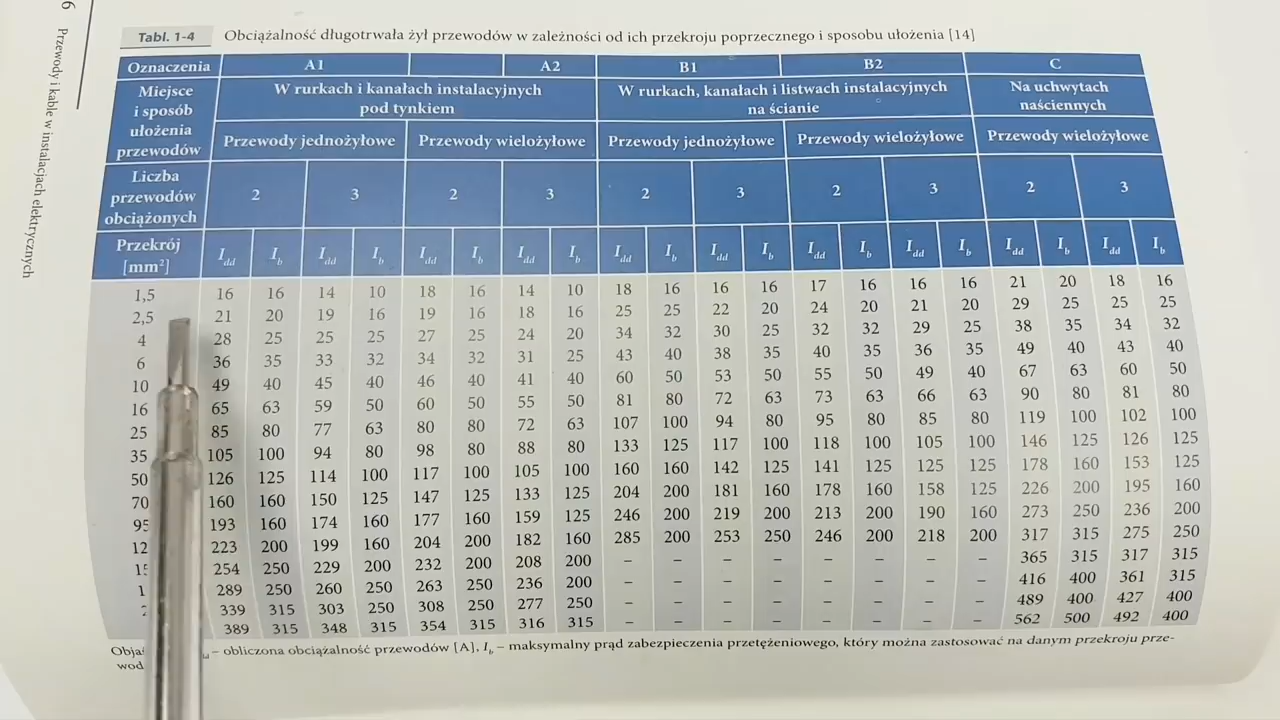 6
Przewody i kable w instalacjach elektrycznych
Tabl. 1-4 Obciążalność długotrwała żył przewodów w zależności od ich przekroju poprzecznego i sposobu ułożenia [14]
Oznaczenia A1 A2 B1 B2 C
Miejsce i sposób ułożenia przewodów
W rurkach i kanałach instalacyjnych pod tynkiem
W rurkach, kanałach i listwach instalacyjnych na ścianie
Na uchwytach naściennych
Przewody jednożyłowe Przewody wielożyłowe Przewody jednożyłowe Przewody wielożyłowe Przewody wielożyłowe
Liczba przewodów obciążonych 2 3 2 3 2 3 2 3 2 3
Przekrój [mm²] Idd Ib Idd Ib Idd Ib Idd Ib Idd Ib Idd Ib Idd Ib Idd Ib Idd Ib Idd Ib
1,5 16 16 14 10 18 16 14 10 18 16 16 16 17 16 16 16 21 20 18 16
2,5 21 20 19 16 19 16 18 16 25 25 22 20 24 20 21 20 29 25 25 25
4 28 25 25 25 27 25 24 20 34 32 30 25 32 32 29 25 38 35 34 32
6 36 35 33 32 34 32 31 25 43 40 38 35 40 35 36 35 49 40 43 40
10 49 40 45 40 46 40 41 40 60 50 53 50 55 50 49 40 67 63 60 50
16 65 63 59 50 60 50 55 50 81 80 72 63 73 63 66 63 90 80 81 80
25 85 80 77 63 80 80 72 63 107 100 94 80 95 80 85 80 119 100 102 100
35 105 100 94 80 98 80 88 80 133 125 117 100 118 100 105 100 146 125 126 125
50 126 125 114 100 117 100 105 100 160 160 142 125 141 125 125 125 178 160 153 125
70 160 160 150 125 147 125 133 125 204 200 181 160 178 160 158 125 226 200 195 160
95 193 160 174 160 177 160 159 125 246 200 219 200 213 200 190 160 273 250 236 200
12 223 200 199 160 204 200 182 160 285 200 253 250 246 200 218 200 317 315 275 250
254 250 229 200 232 200 208 200 – – – – – – – – 365 315 317 315
289 250 260 250 263 250 236 200 – – – – – – – – 416 400 361 315
339 315 303 250 308 250 277 250 – – – – – – – – 489 400 427 400
389 315 348 315 354 315 316 315 – – – – – – – – 562 500 492 400
– obliczona obciążalność przewodów [A], Ib – maksymalny prąd zabezpieczenia przetężeniowego, który można zastosować na danym przekroju prze-
wod